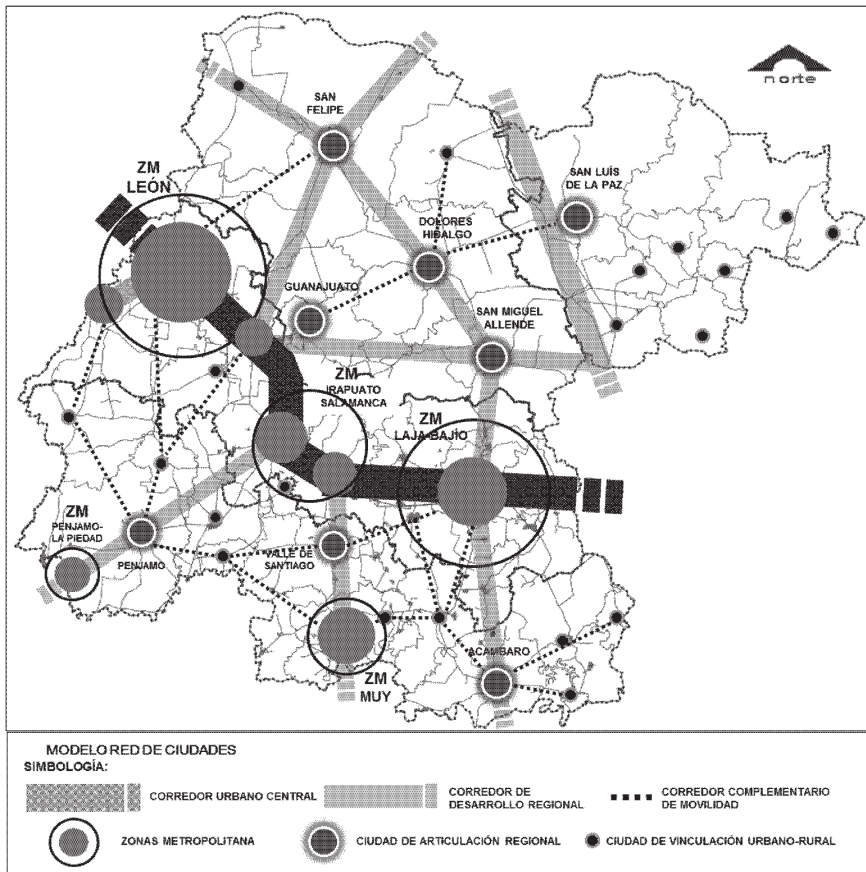 norte
SAN
FELIPE
ZM
LEÓN
SAN LUÍS
DE LA PAZ
DOLORES
HIDALGO
GUANAJUATO
SAN MIGUEL
ALLENDE
ZM
IRAPUATO
SALAMANCA
ZM
LAJA-BAJÍO
ZM
PENJAMO-
LA PIEDAD
PENJAMO
VALLE DE
SANTIAGO
ACAMBARO
ZM
MUY
MODELO RED DE CIUDADES
SIMBOLOGÍA:
CORREDOR URBANO CENTRAL
CORREDOR DE
DESARROLLO REGIONAL
CORREDOR COMPLEMENTARIO
DE MOVILIDAD
ZONAS METROPOLITANA
CIUDAD DE ARTICULACIÓN REGIONAL
CIUDAD DE VINCULACIÓN URBANO-RURAL